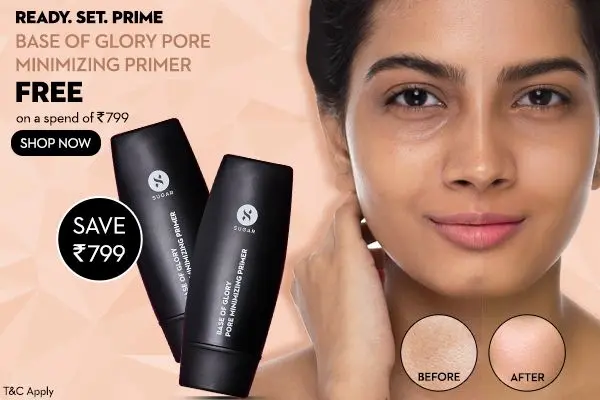 READY. SET. PRIME
BASE OF GLORY PORE
MINIMIZING PRIMER
FREE
on a spend of ₹799
SHOP NOW
SAVE
₹799
SUGAR
BASE OF GLORY
PORE MINIMIZING PRIMER
SUGAR
BASE OF GLORY
PORE MINIMIZING PRIMER
BEFORE
AFTER
T&C Apply